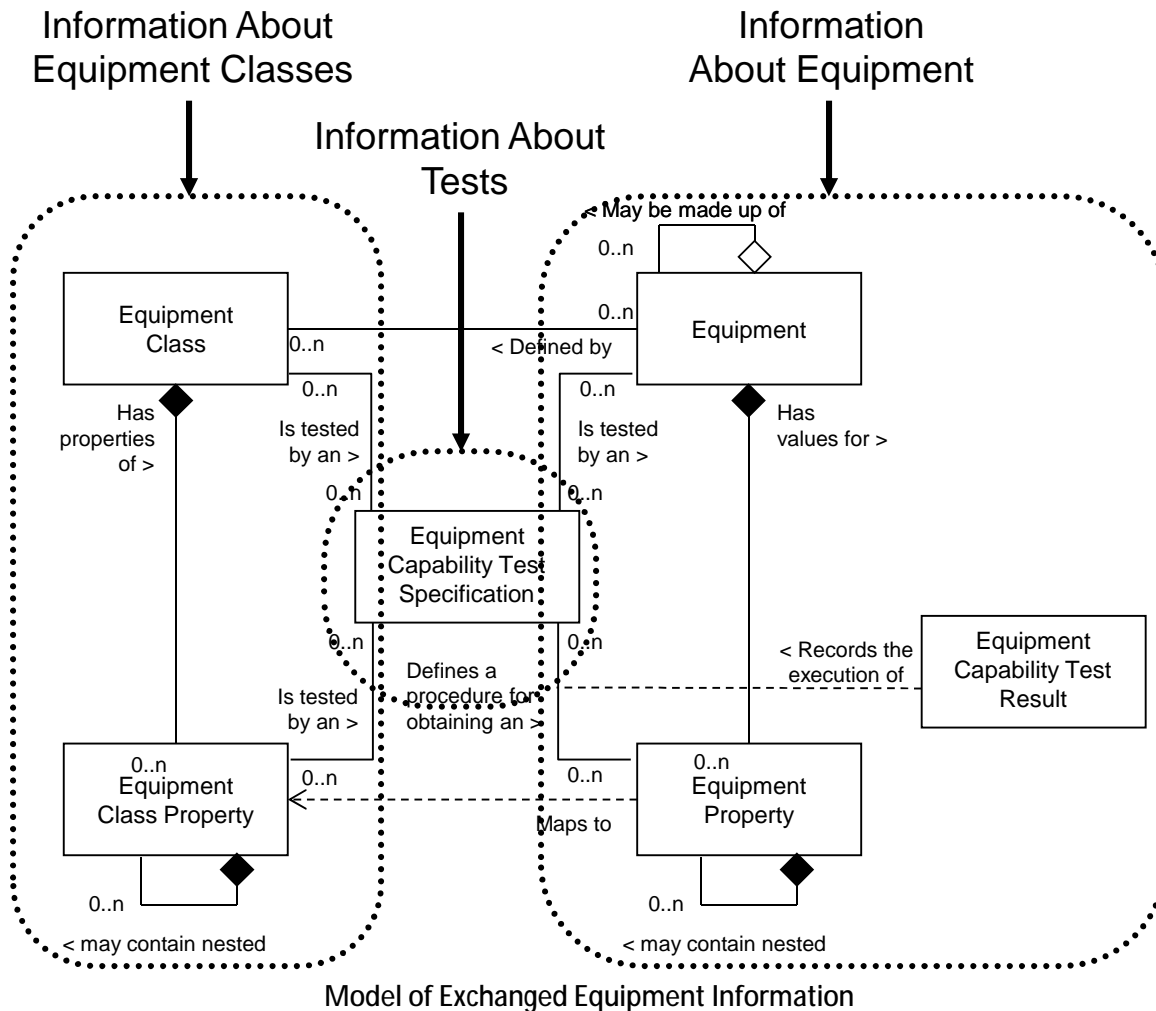 Information About
Equipment Classes
Information
About Equipment
Information About
Tests
< May be made up of
0..n
Equipment
Class
0..n
Equipment
0..n
< Defined by
0..n
0..n
Has
properties
of >
Is tested
by an >
Is tested
by an >
Has
values for >
0..n
0..n
Equipment
Capability Test
Specification
0..n
0..n
Defines a
procedure for
obtaining an >
< Records the
execution of
Equipment
Capability Test
Result
Is tested
by an >
0..n
Equipment
Class Property
0..n
0..n
0..n
Equipment
Property
Maps to
0..n
0..n
< may contain nested
< may contain nested
Model of Exchanged Equipment Information